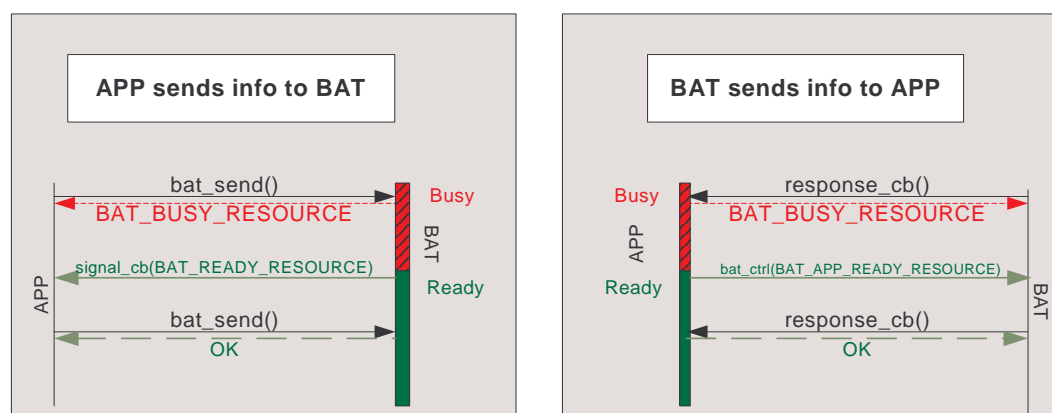 APP sends info to BAT
bat_send()
Busy
BAT_BUSY_RESOURCE
BAT
signal_cb(BAT_READY_RESOURCE)
APP
Ready
bat_send()
OK
BAT sends info to APP
Busy
response_cb()
BAT_BUSY_RESOURCE
APP
bat_ctrl(BAT_APP_READY_RESOURCE)
Ready
BAT
response_cb()
OK